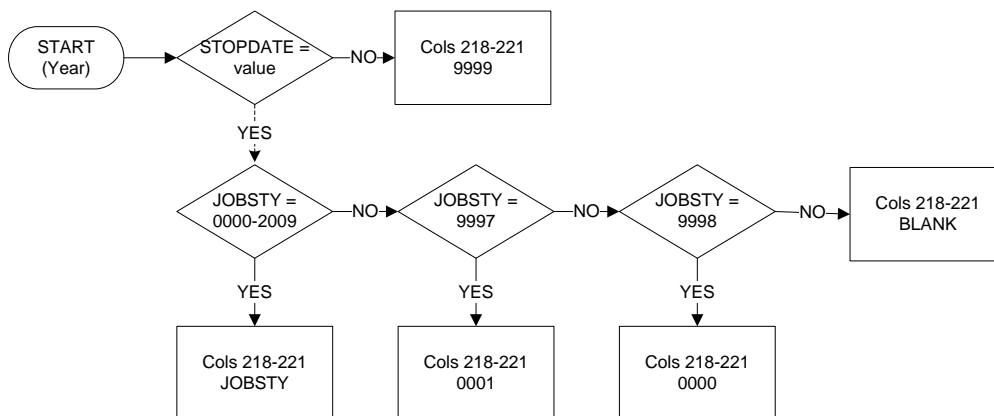 START
(Year)
STOPDATE =
value
NO
Cols 218-221
9999
YES
JOBSTY =
0000-2009
NO
JOBSTY =
9997
NO
JOBSTY =
9998
NO
Cols 218-221
BLANK
YES
YES
YES
Cols 218-221
JOBSTY
Cols 218-221
0001
Cols 218-221
0000